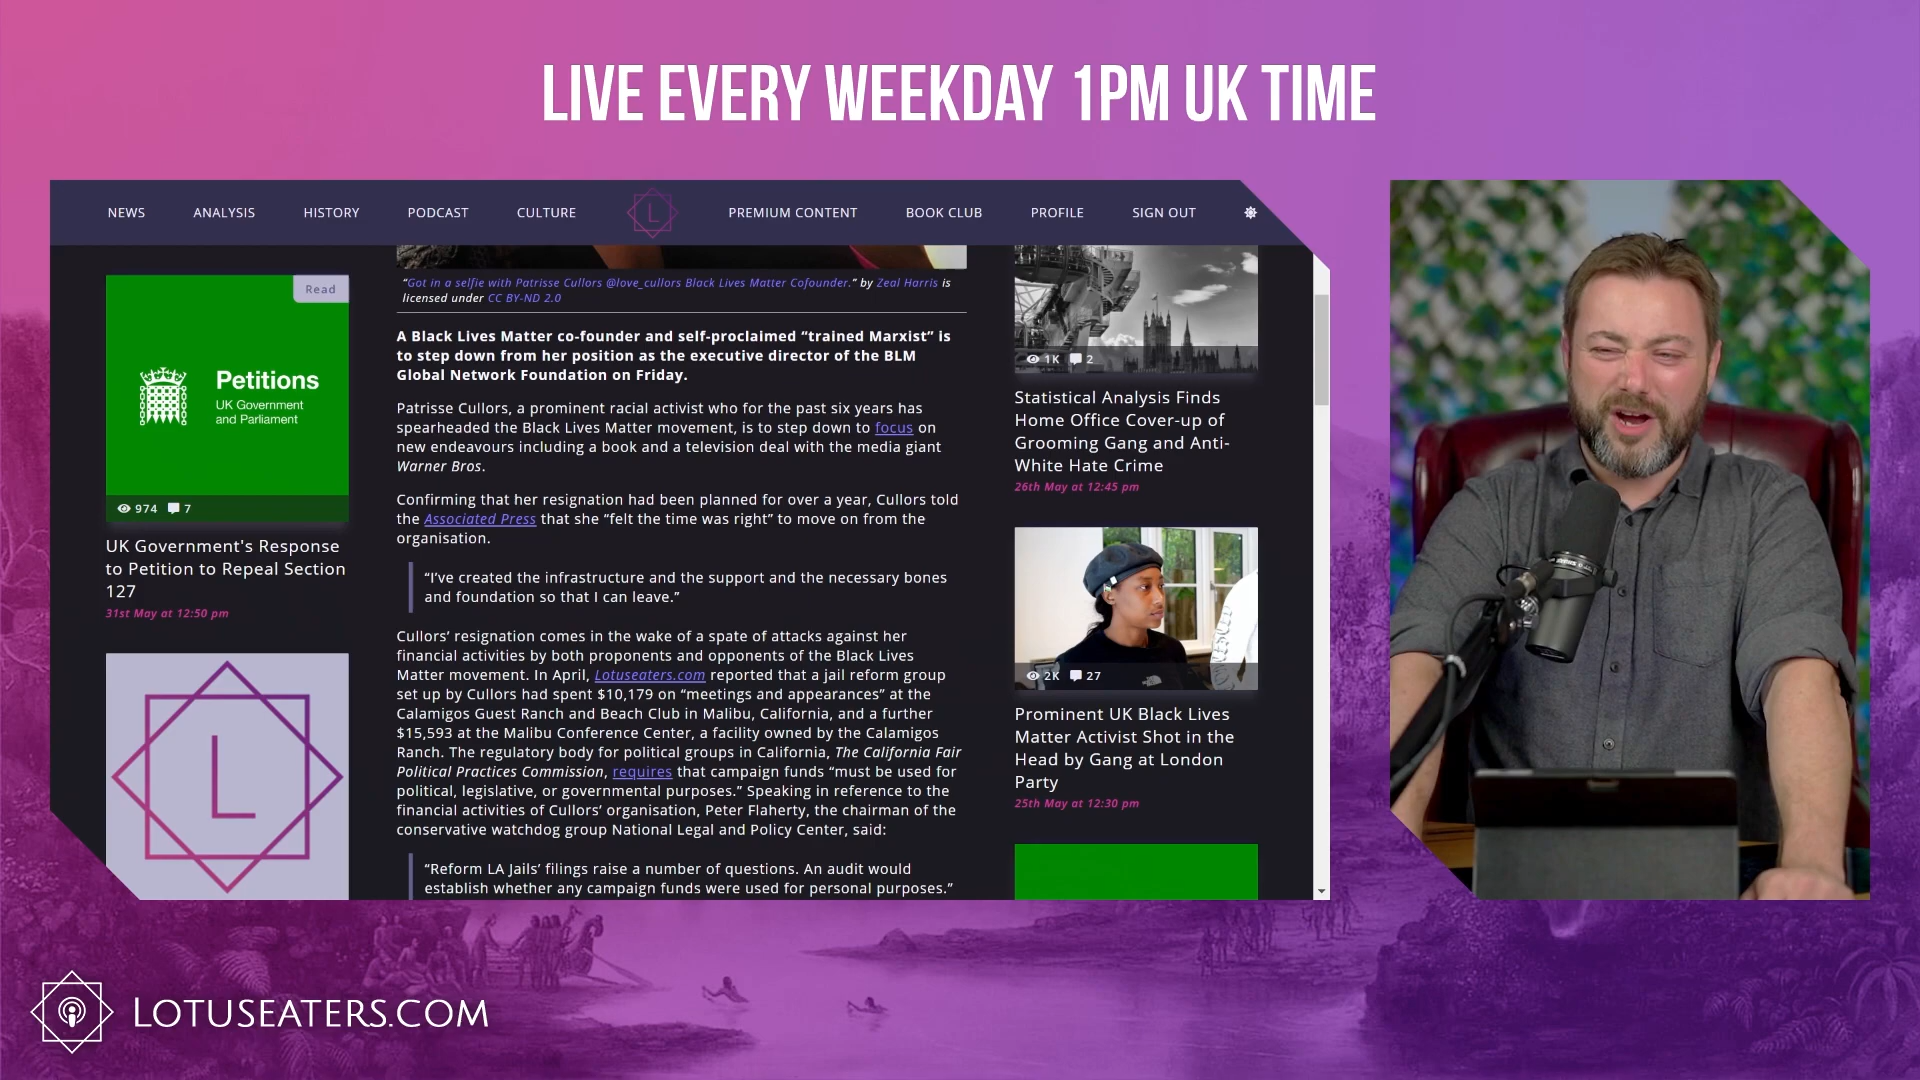 LIVE EVERY WEEKDAY 1PM UK TIME
NEWS
ANALYSIS
HISTORY
PODCAST
CULTURE
L
PREMIUM CONTENT
BOOK CLUB
PROFILE
SIGN OUT
Read
Petitions
UK Government
and Parliament
974
7
UK Government's Response
to Petition to Repeal Section
127
31st May at 12:50 pm
L
“Got in a selfie with Patrisse Cullors @love_cullors Black Lives Matter Cofounder.” by Zeal Harris is
licensed under CC BY-ND 2.0
A Black Lives Matter co-founder and self-proclaimed “trained Marxist” is
to step down from her position as the executive director of the BLM
Global Network Foundation on Friday.
Patrisse Cullors, a prominent racial activist who for the past six years has
spearheaded the Black Lives Matter movement, is to step down to focus on
new endeavours including a book and a television deal with the media giant
Warner Bros.
Confirming that her resignation had been planned for over a year, Cullors told
the Associated Press that she “felt the time was right” to move on from the
organisation.
“I’ve created the infrastructure and the support and the necessary bones
and foundation so that I can leave.”
Cullors’ resignation comes in the wake of a spate of attacks against her
financial activities by both proponents and opponents of the Black Lives
Matter movement. In April, Lotuseaters.com reported that a jail reform group
set up by Cullors had spent $10,179 on “meetings and appearances” at the
Calamigos Guest Ranch and Beach Club in Malibu, California, and a further
$15,593 at the Malibu Conference Center, a facility owned by the Calamigos
Ranch. The regulatory body for political groups in California, The California Fair
Political Practices Commission, requires that campaign funds “must be used for
political, legislative, or governmental purposes.” Speaking in reference to the
financial activities of Cullors’ organisation, Peter Flaherty, the chairman of the
conservative watchdog group National Legal and Policy Center, said:
“Reform LA Jails’ filings raise a number of questions. An audit would
establish whether any campaign funds were used for personal purposes.”
1K
2
Statistical Analysis Finds
Home Office Cover-up of
Grooming Gang and Anti-
White Hate Crime
26th May at 12:45 pm
2K
27
Prominent UK Black Lives
Matter Activist Shot in the
Head by Gang at London
Party
25th May at 12:30 pm
LOTUSEATERS.COM